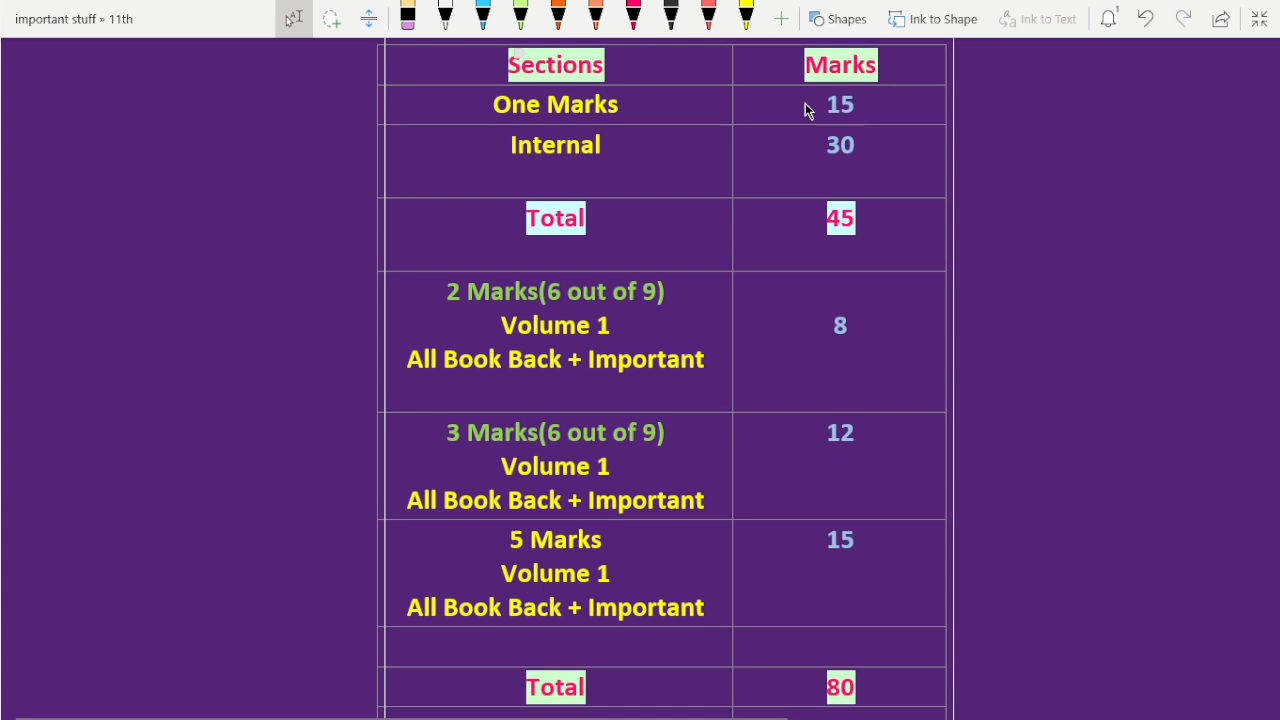 important stuff » 11th
Shapes
Ink to Shape
Ink to Text
Sections Marks
One Marks 15
Internal 30
Total 45
2 Marks(6 out of 9)
Volume 1 8
All Book Back + Important
3 Marks(6 out of 9) 12
Volume 1
All Book Back + Important
5 Marks 15
Volume 1
All Book Back + Important
Total 80